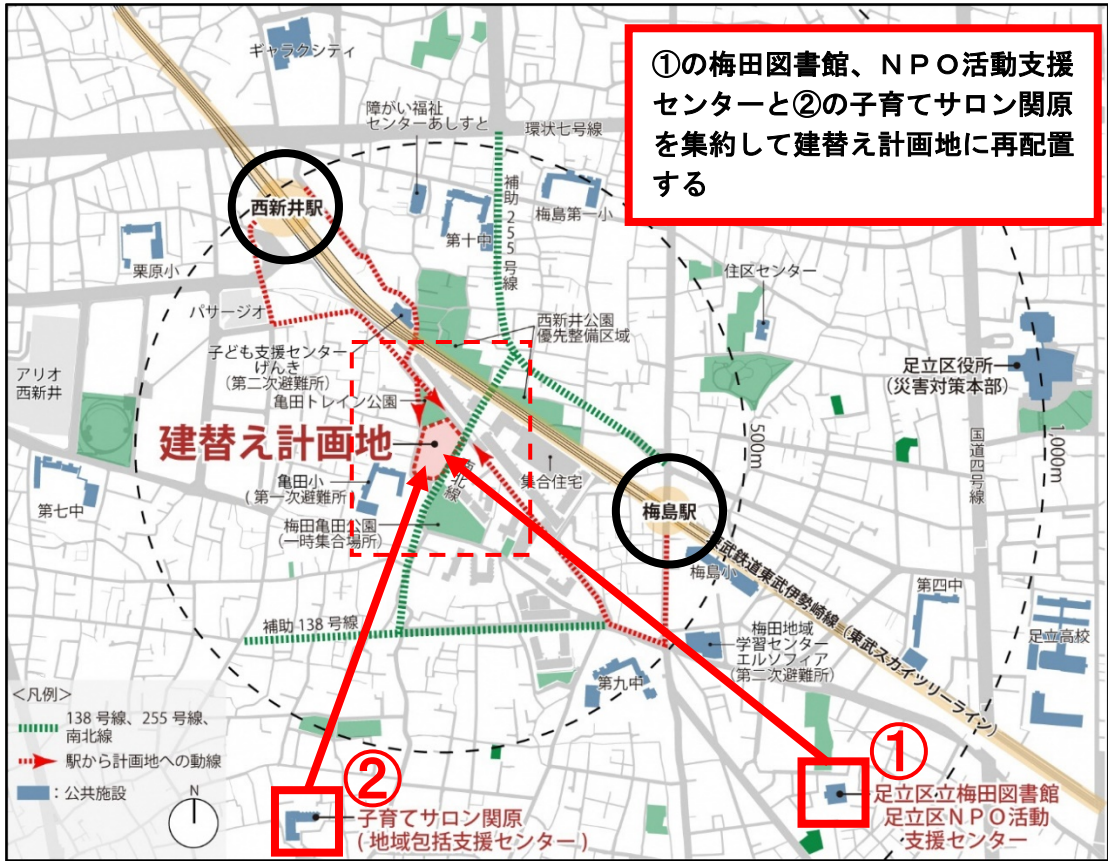 ①の梅田図書館、ＮＰＯ活動支援
センターと②の子育てサロン関原
を集約して建替え計画地に再配置
する
ギャラクシティ
障がい福祉
センターあしすと
環状七号線
西新井駅
補助255号線
梅島第一小
第十中
栗原小
住区センター
パサージオ
西新井公園
優先整備区域
子ども支援センター
げんき
(第二次避難所)
足立区役所
(災害対策本部)
アリオ
西新井
亀田トレイン公園
建替え計画地
500m
1,000m
国道四号線
亀田小
(第一次避難所
南北線
集合住宅
第七中
梅島駅
梅田亀田公園
(一時集合場所)
東武鉄道東武伊勢崎線（東武スカイツリーライン）
梅島小
第四中
補助138号線
梅田地域
学習センター
エルソフィア
(第二次避難所)
足立高校
第九中
<凡例>
138号線、255号線、
南北線
駅から計画地への動線
：公共施設
N
②
子育てサロン関原
(地域包括支援センター)
①
足立区立梅田図書館
足立区NPO活動
支援センター